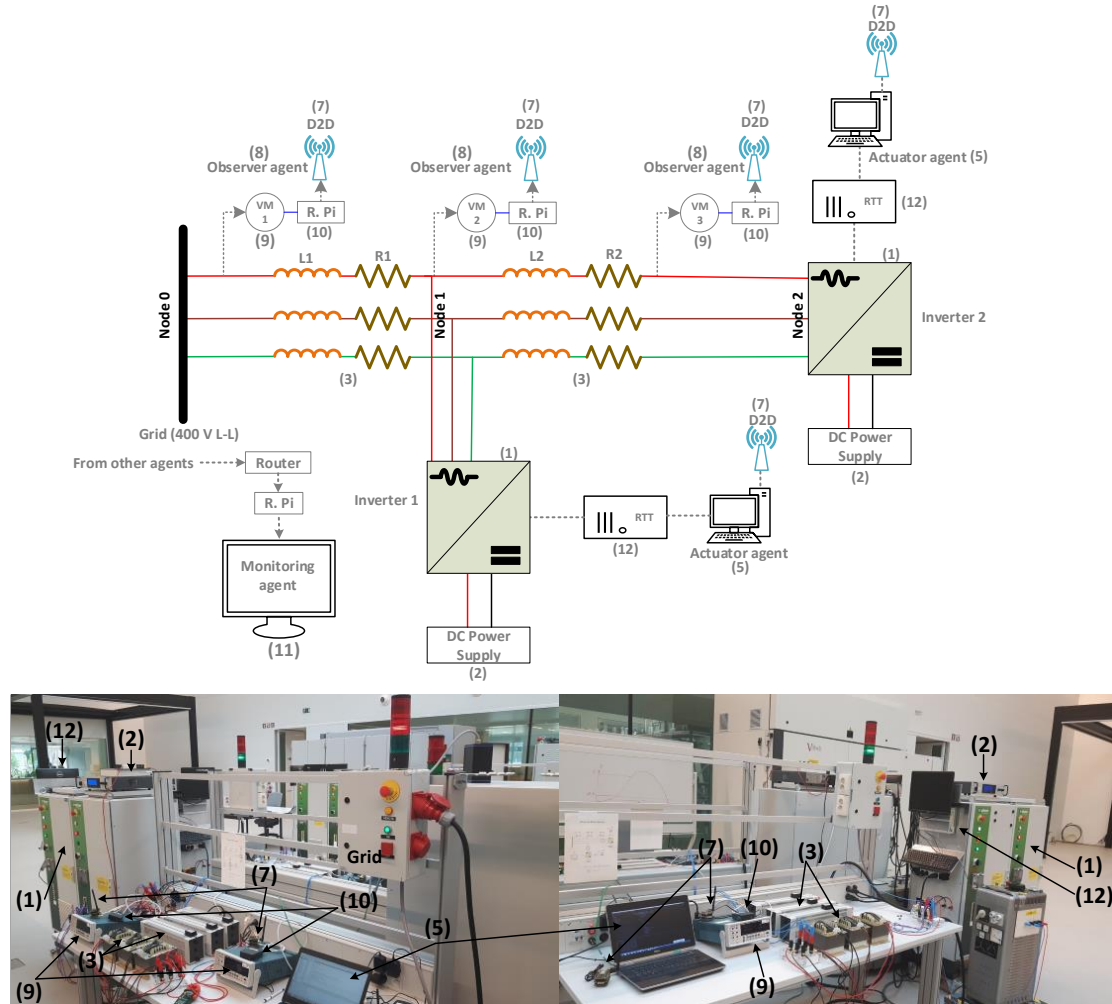 (7)
D2D
(7)
D2D
(8)
Observer agent
VM
1
R. Pi
(9)
(10)
(7)
D2D
(8)
Observer agent
VM
2
R. Pi
(9)
(10)
(7)
D2D
(8)
Observer agent
VM
3
R. Pi
(9)
(10)
Actuator agent (5)
RTT
(12)
L1
R1
L2
R2
(1)
Node 0
Node 1
Node 2
Inverter 2
(3)
(3)
Grid (400 V L-L)
DC Power
Supply
(2)
From other agents
Router
R. Pi
Monitoring
agent
(11)
(1)
Inverter 1
RTT
(12)
(7)
D2D
Actuator agent
(5)
DC Power
Supply
(2)
(12)
(2)
Grid
(1)
(7)
(10)
(5)
(3)
(9)
(2)
(7)
(10)
(3)
(1)
(12)
(9)